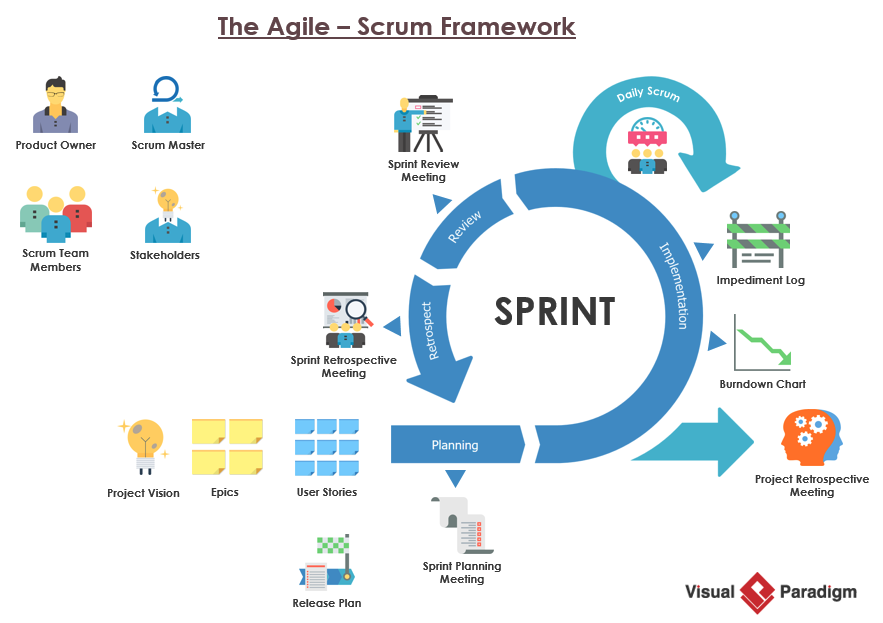 The Agile – Scrum Framework
Product Owner
Scrum Master
Scrum Team
Members
Stakeholders
Sprint Review
Meeting
Daily Scrum
Review
Implementation
Impediment Log
SPRINT
Retrospect
Sprint Retrospective
Meeting
Burndown Chart
Planning
Project Vision
Epics
User Stories
Project Retrospective
Meeting
Sprint Planning
Meeting
Release Plan
Visual Paradigm